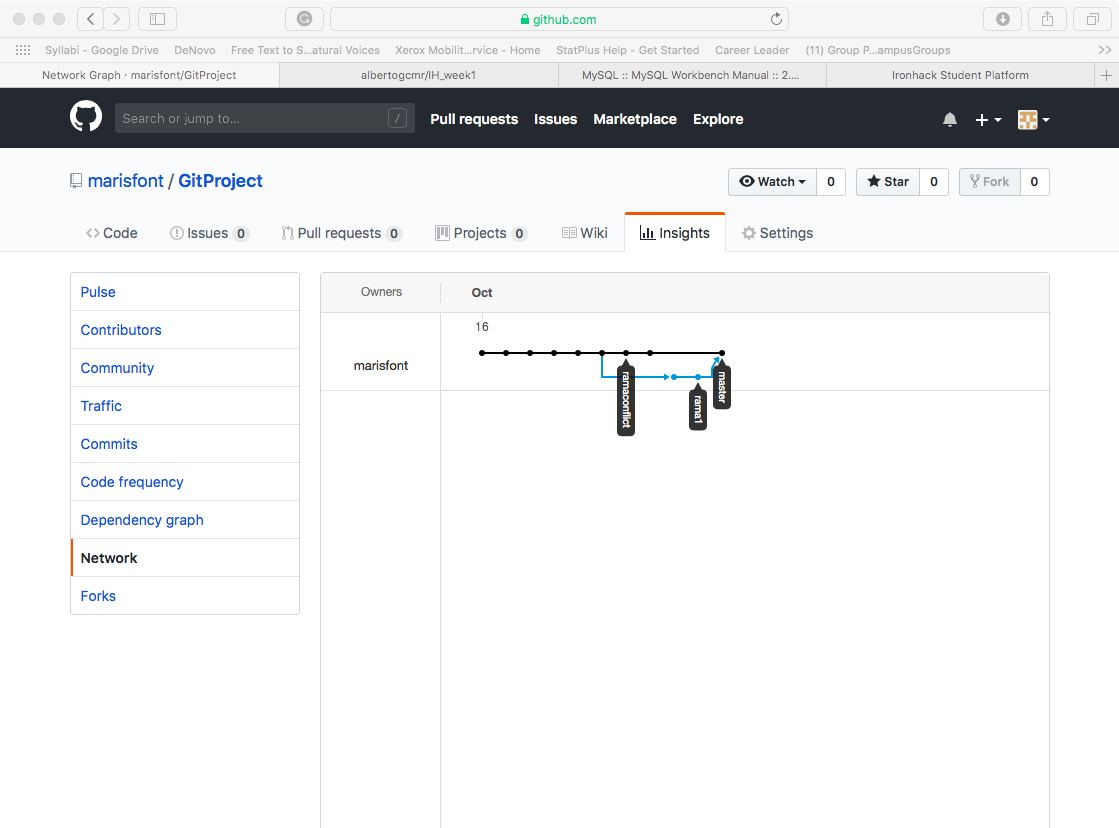 github.com
Syllabi - Google Drive DeNovo Free Text to S...atural Voices Xerox Mobilit...rvice - Home StatPlus Help - Get Started Career Leader (11) Group P...ampusGroups >>
Network Graph · marisfont/GitProject albertogcmr/IH_week1 MySQL :: MySQL Workbench Manual :: 2.... Ironhack Student Platform +
Search or jump to... / Pull requests Issues Marketplace Explore
marisfont / GitProject Watch 0 Star 0 Fork 0
Code Issues 0 Pull requests 0 Projects 0 Wiki Insights Settings
Pulse
Contributors
Community
Traffic
Commits
Code frequency
Dependency graph
Network
Forks
Owners Oct
16
marisfont
ramaconflict
rama1
master